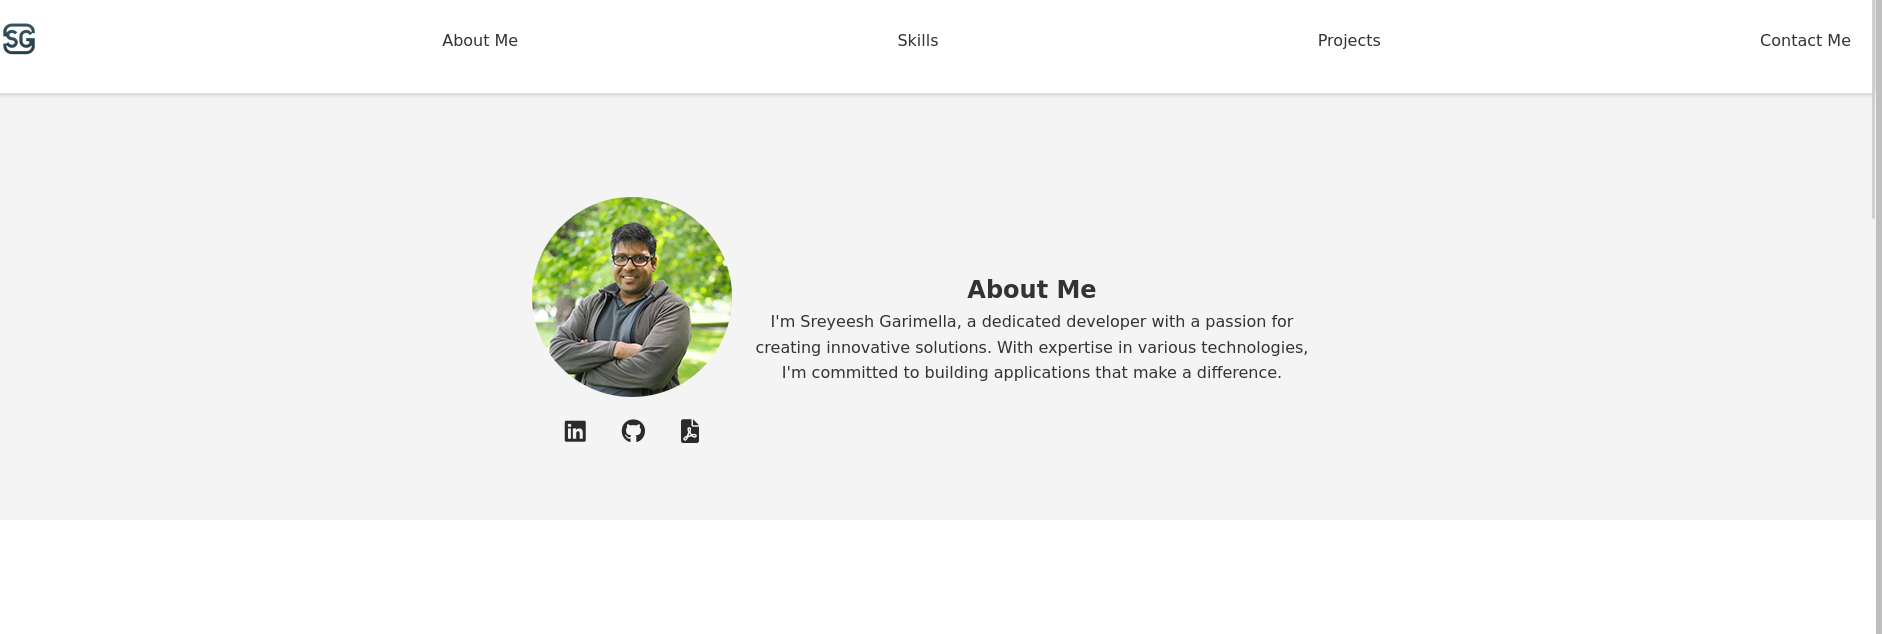 SG
About Me
Skills
Projects
Contact Me
About Me
I'm Sreyeesh Garimella, a dedicated developer with a passion for
creating innovative solutions. With expertise in various technologies,
I'm committed to building applications that make a difference.
in